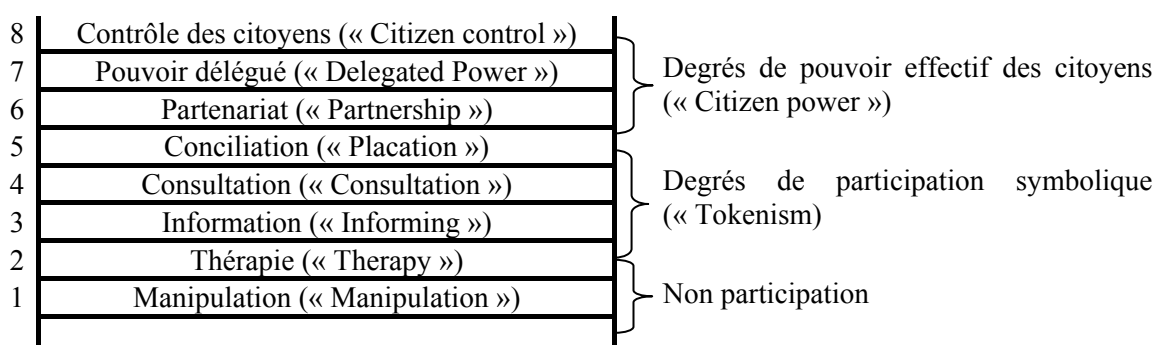 8 Contrôle des citoyens (« Citizen control »)
7 Pouvoir délégué (« Delegated Power »)
6 Partenariat (« Partnership »)
5 Conciliation (« Placation »)
4 Consultation (« Consultation »)
3 Information (« Informing »)
2 Thérapie (« Therapy »)
1 Manipulation (« Manipulation »)
Degrés de pouvoir effectif des citoyens
(« Citizen power »)
Degrés de participation symbolique
(« Tokenism)
Non participation